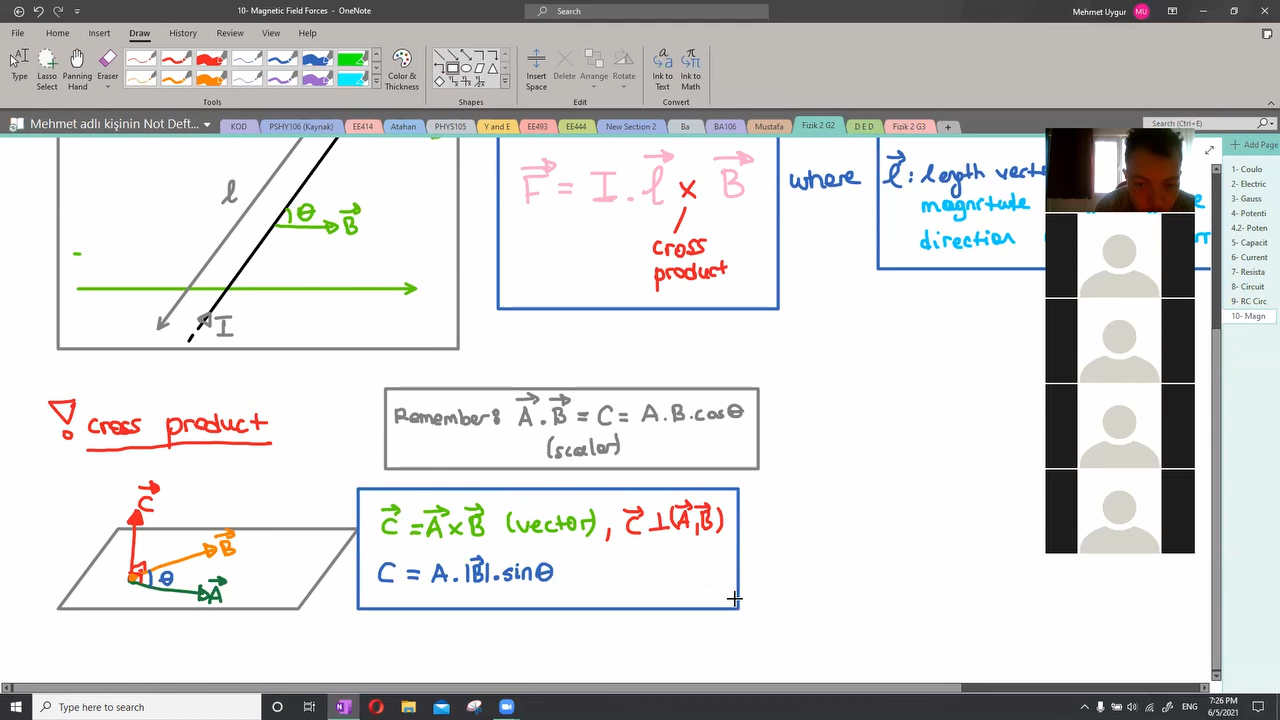 10- Magnetic Field Forces - OneNote
Search
Mehmet Uygur
MU
File
Home
Insert
Draw
History
Review
View
Help
Type
Lasso
Select
Panning
Hand
Eraser
Color &
Thickness
Insert
Space
Delete
Arrange
Rotate
Ink to
Text
Ink to
Math
Tools
Shapes
Edit
Convert
Mehmet adlı kişinin Not Deft...
KOD
PSHY106 (Kaynak)
EE414
Atahan
PHYS105
Y and E
EE493
EE444
New Section 2
Ba
BA106
Mustafa
Fizik 2 G2
D E D
Fizik 2 G3
Search (Ctrl+E)
Add Page
1- Coulo
2- Electric
3- Gauss
4- Potenti
4.2- Poten
5- Capacit
6- Current
7- Resista
8- Circuit
9- RC Circ
10- Magn
l
θ
B⃗
I
F⃗ = I . l⃗ × B⃗
cross
product
where
l⃗ : length vect
magnitude
direction
! cross product
Remember: A⃗ . B⃗ = C = A.B.cosθ
(scalar)
C⃗
B⃗
θ
A⃗
C⃗ = A⃗ × B⃗ (vector), C⃗ ⊥ (A⃗, B⃗)
C = A . |B⃗| . sinθ
Type here to search
ENG
7:26 PM
6/5/2021